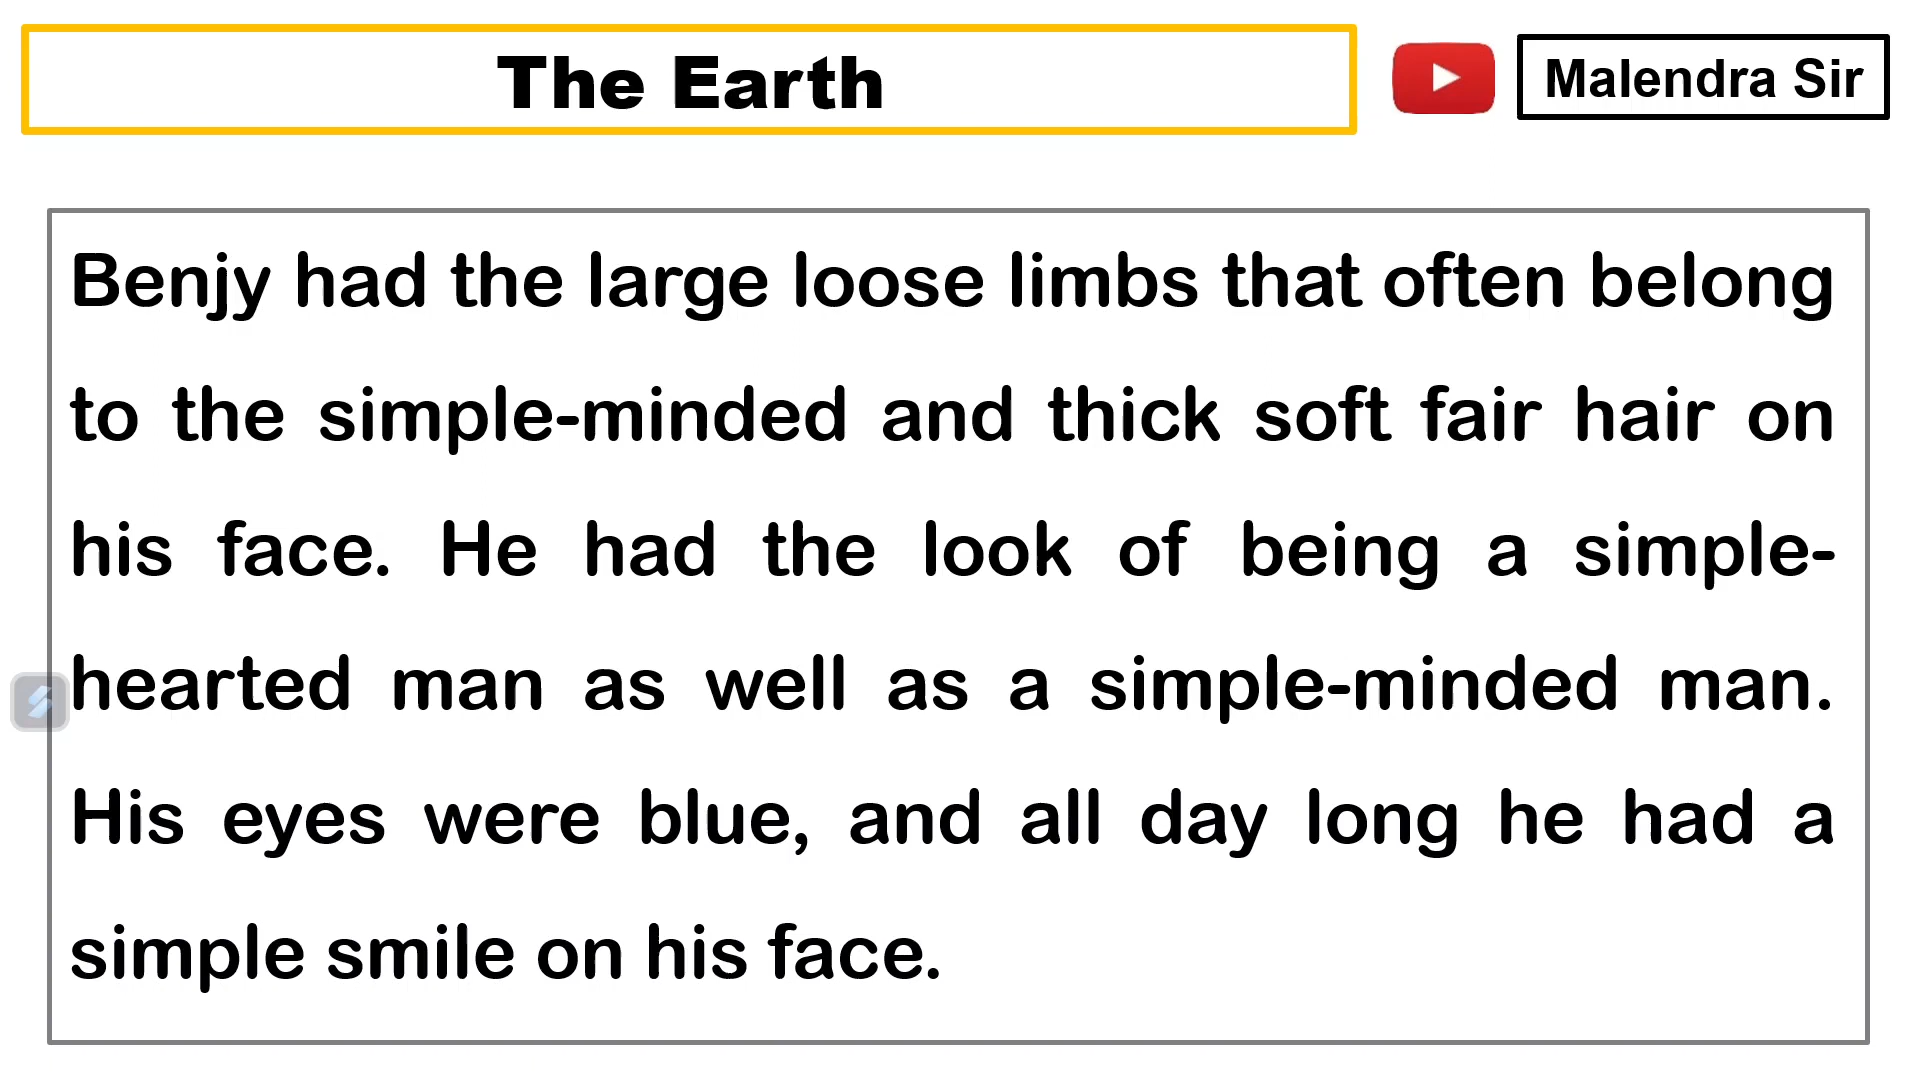 The Earth
Malendra Sir
Benjy had the large loose limbs that often belong
to the simple-minded and thick soft fair hair on
his face. He had the look of being a simple-
hearted man as well as a simple-minded man.
His eyes were blue, and all day long he had a
simple smile on his face.